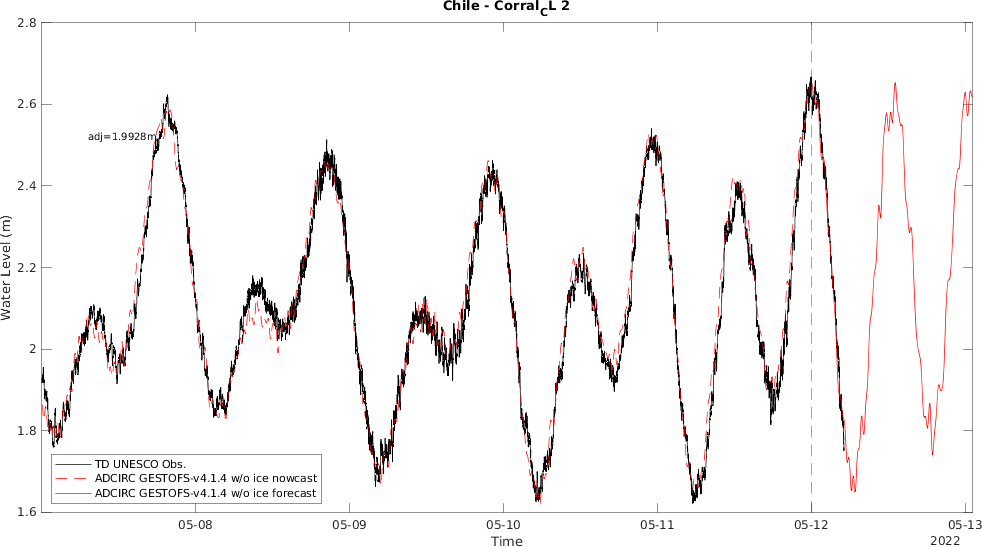 Chile - Corral_CL 2
2.8
2.6
adj=1.9928m
2.4
2.2
Water Level (m)
2
1.8
TD UNESCO Obs.
ADCIRC GESTOFS-v4.1.4 w/o ice nowcast
ADCIRC GESTOFS-v4.1.4 w/o ice forecast
1.6
05-08 05-09 05-10 05-11 05-12 05-13
Time
2022